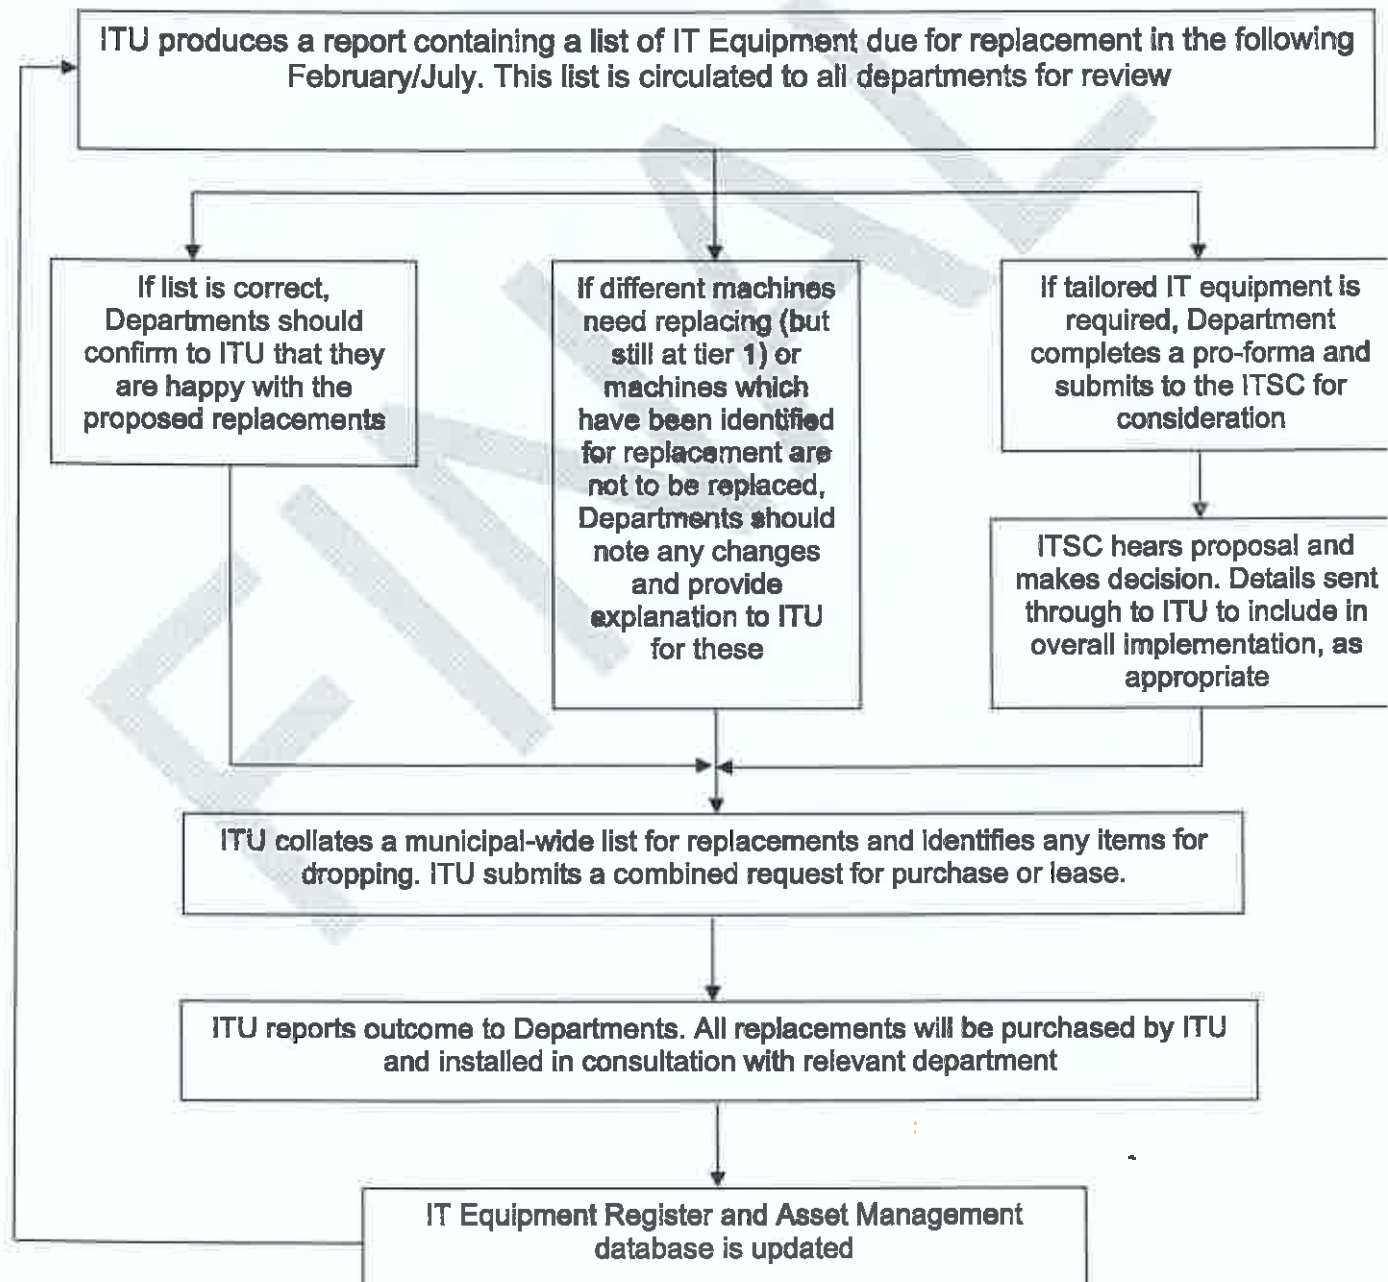 ITU produces a report containing a list of IT Equipment due for replacement in the following
February/July. This list is circulated to all departments for review
If list is correct,
Departments should
confirm to ITU that they
are happy with the
proposed replacements
If different machines
need replacing (but
still at tier 1) or
machines which
have been identified
for replacement are
not to be replaced,
Departments should
note any changes
and provide
explanation to ITU
for these
If tailored IT equipment is
required, Department
completes a pro-forma and
submits to the ITSC for
consideration
ITSC hears proposal and
makes decision. Details sent
through to ITU to include in
overall implementation, as
appropriate
ITU collates a municipal-wide list for replacements and identifies any items for
dropping. ITU submits a combined request for purchase or lease.
ITU reports outcome to Departments. All replacements will be purchased by ITU
and installed in consultation with relevant department
IT Equipment Register and Asset Management
database is updated
FINAL